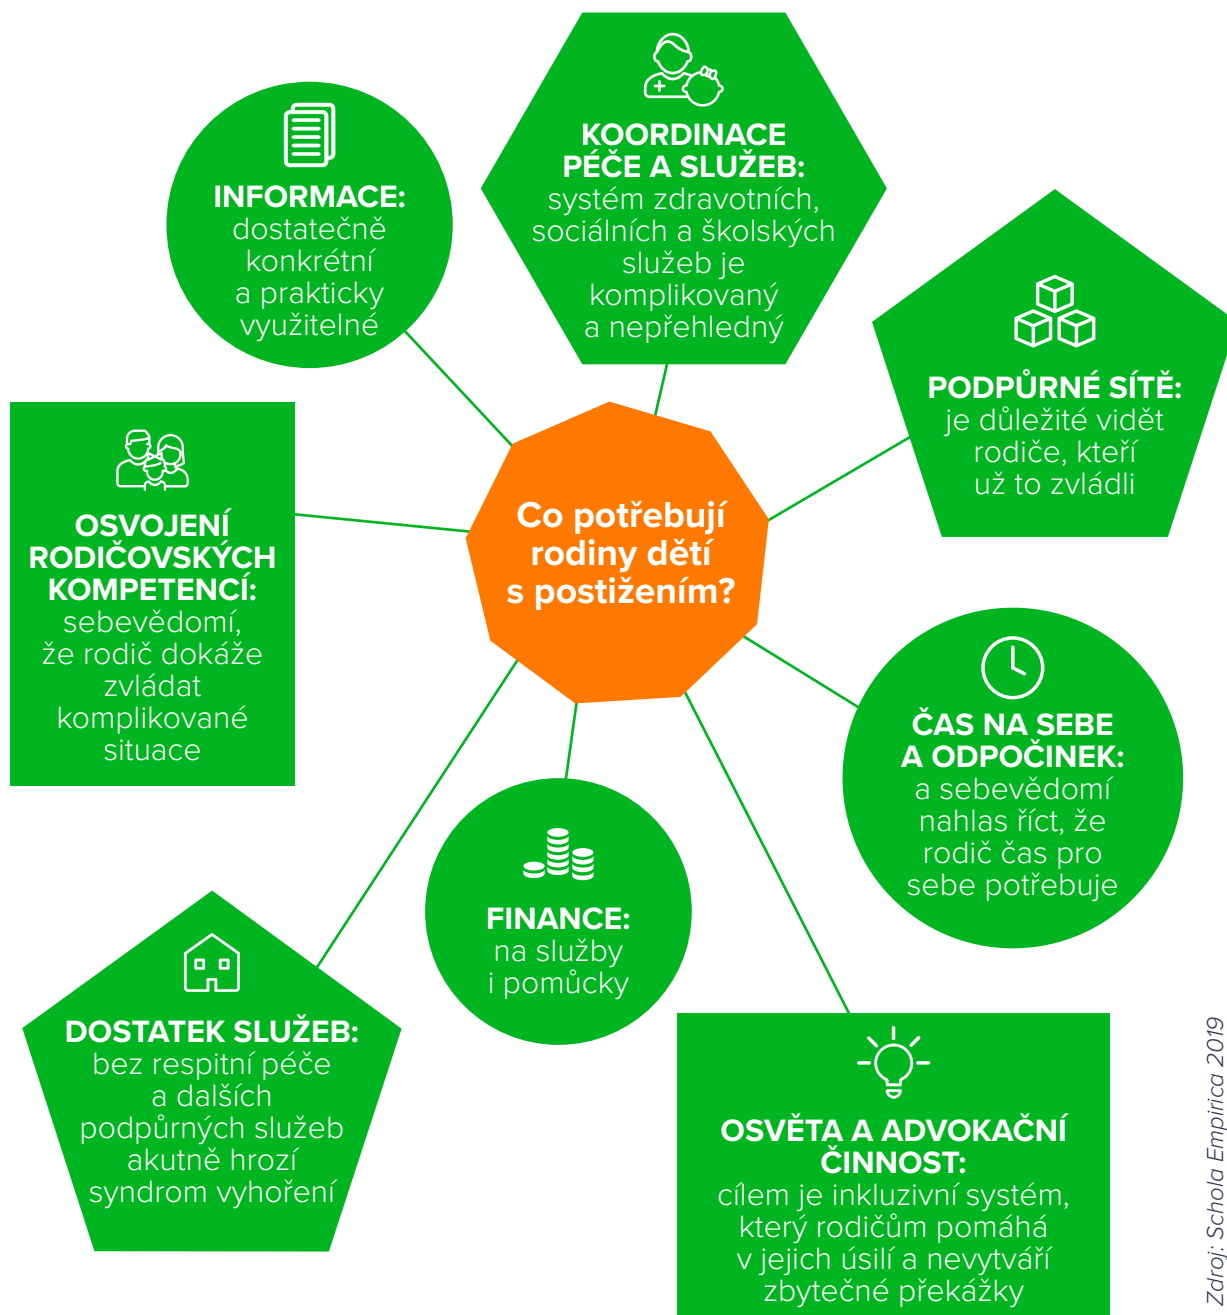 KOORDINACE
PÉČE A SLUŽEB:
systém zdravotních,
sociálních a školských
služeb je
komplikovaný
a nepřehledný
INFORMACE:
dostatečně
konkrétní
a prakticky
využitelné
PODPŮRNÉ SÍTĚ:
je důležité vidět
rodiče, kteří
už to zvládli
Co potřebují
rodiny dětí
s postižením?
OSVOJENÍ
RODIČOVSKÝCH
KOMPETENCÍ:
sebevědomí,
že rodič dokáže
zvládat
komplikované
situace
ČAS NA SEBE
A ODPOČINEK:
a sebevědomí
nahlas říct, že
rodič čas pro
sebe potřebuje
FINANCE:
na služby
i pomůcky
DOSTATEK SLUŽEB:
bez respitní péče
a dalších
podpůrných služeb
akutně hrozí
syndrom vyhoření
OSVĚTA A ADVOKAČNÍ
ČINNOST:
cílem je inkluzivní systém,
který rodičům pomáhá
v jejich úsilí a nevytváří
zbytečné překážky
Zdroj: Schola Empirica 2019